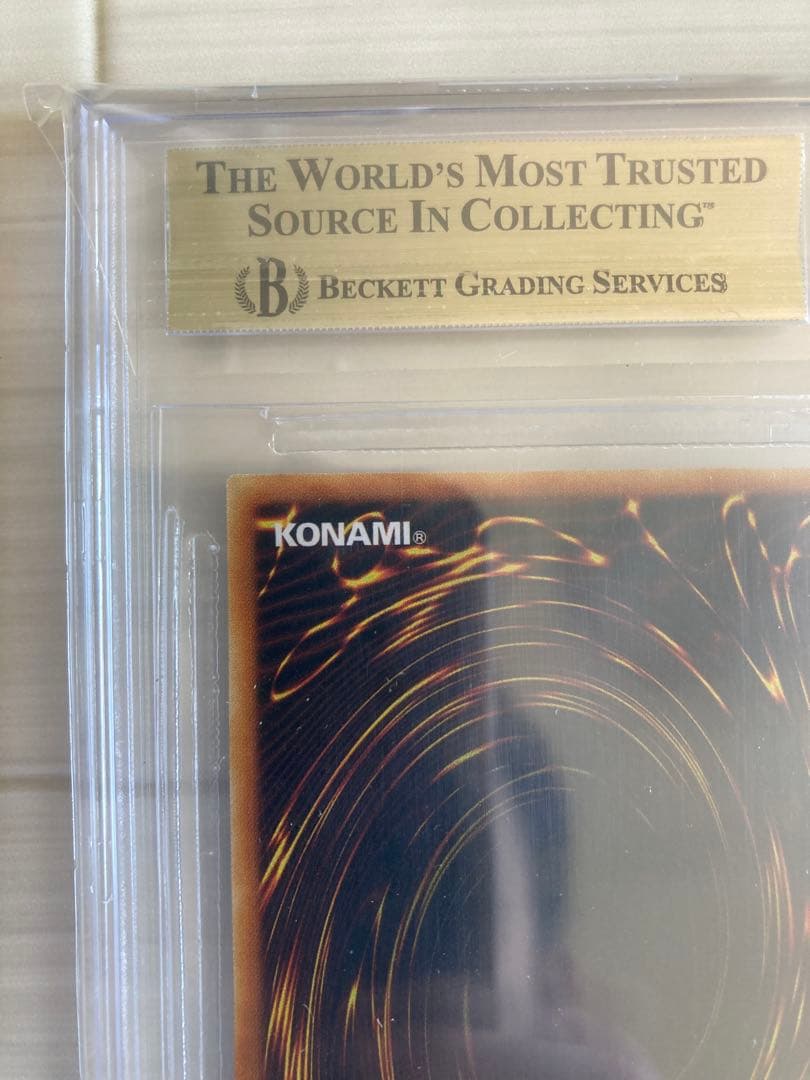 THE WORLD'S MOST TRUSTED
SOURCE IN COLLECTING™
B BECKETT GRADING SERVICES
KONAMI®